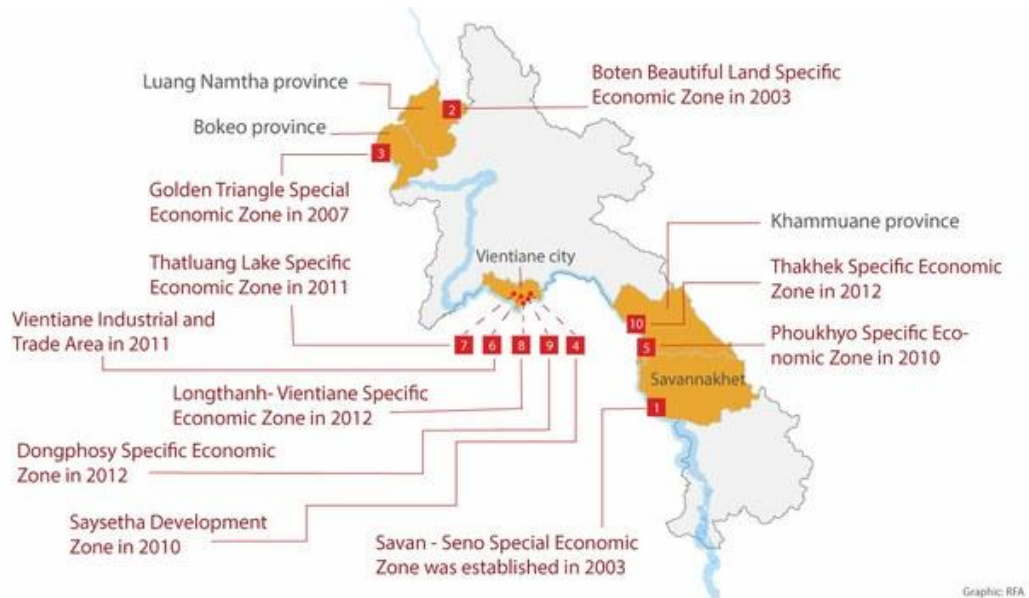 Luang Namtha province
Bokeo province
Boten Beautiful Land Specific
Economic Zone in 2003
2
3
Golden Triangle Special
Economic Zone in 2007
Khammuane province
Vientiane city
Thatluang Lake Specific
Economic Zone in 2011
Thakhek Specific Economic
Zone in 2012
Vientiane Industrial and
Trade Area in 2011
10
Phoukhyo Specific Eco-
nomic Zone in 2010
7
6
8
9
4
5
Savannakhet
Longthanh- Vientiane Specific
Economic Zone in 2012
1
Dongphosy Specific Economic
Zone in 2012
Saysetha Development
Zone in 2010
Savan - Seno Special Economic
Zone was established in 2003
Graphic: RFA